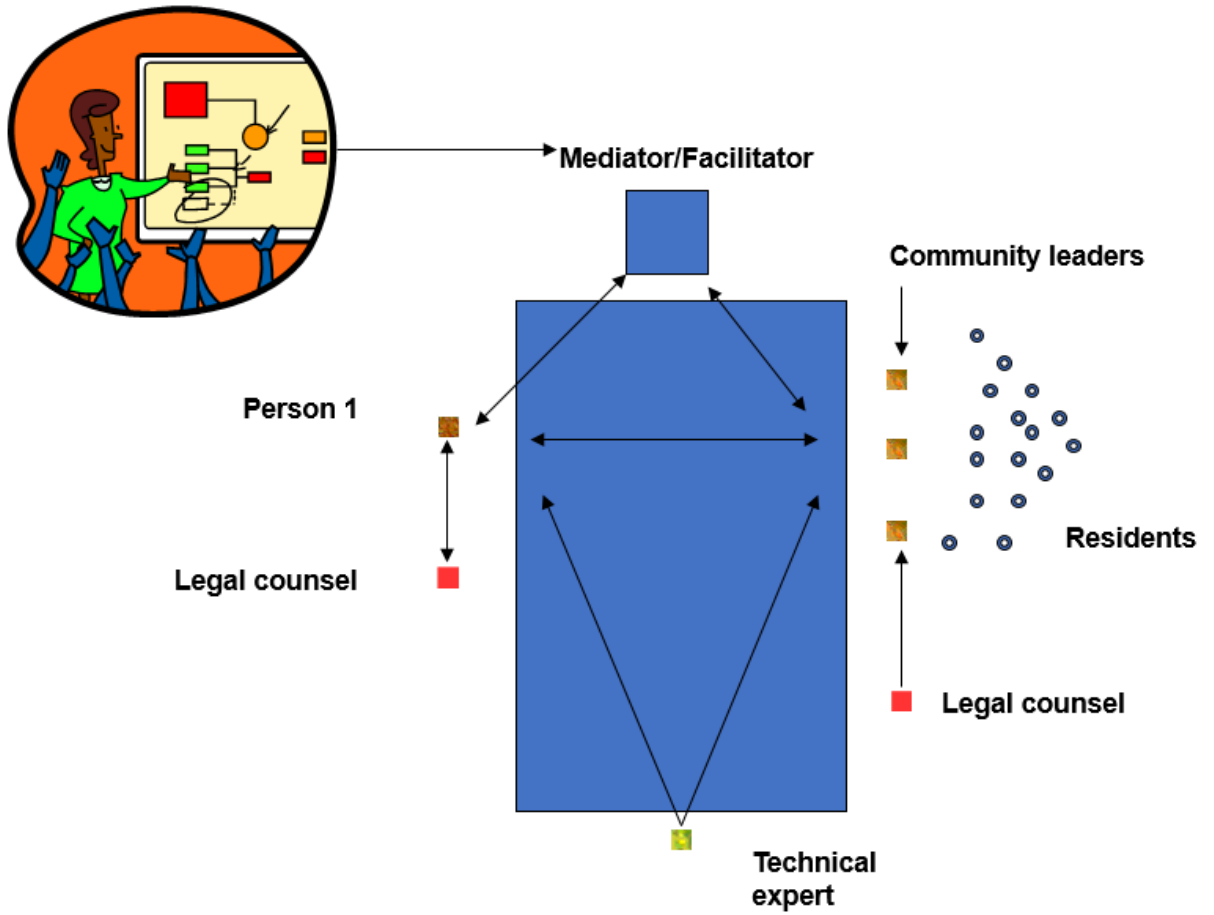 Mediator/Facilitator
Community leaders
Person 1
Residents
Legal counsel
Legal counsel
Technical
expert